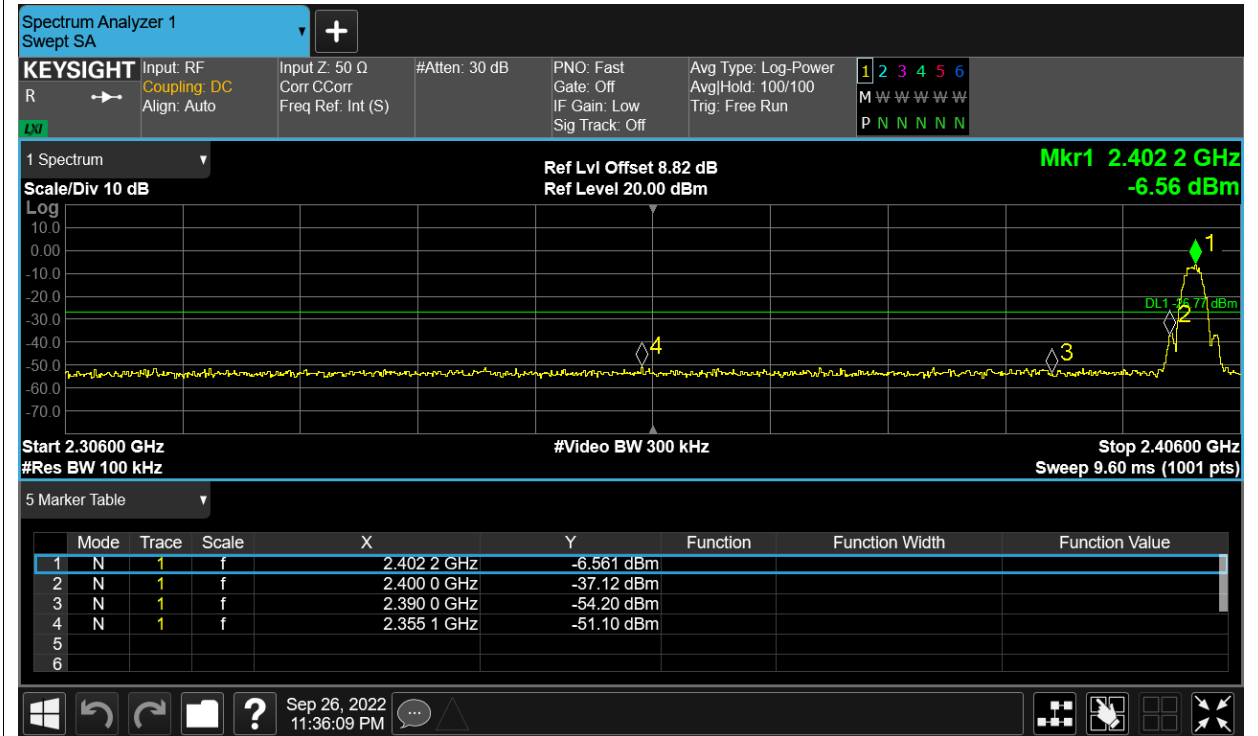 Spectrum Analyzer 1
Swept SA
+
KEYSIGHT Input: RF Input Z: 50 Ω #Atten: 30 dB PNO: Fast Avg Type: Log-Power 1 2 3 4 5 6
R Coupling: DC Corr CCorr Gate: Off Avg|Hold: 100/100 M W W W W W
Align: Auto Freq Ref: Int (S) IF Gain: Low Trig: Free Run
LXI Sig Track: Off P N N N N N
1 Spectrum Ref Lvl Offset 8.82 dB Mkr1 2.402 2 GHz
Scale/Div 10 dB Ref Level 20.00 dBm -6.56 dBm
Log
10.0
0.00 1
-10.0
-20.0 DL1 -26.77 dBm
-30.0 2
-40.0 4 3
-50.0
-60.0
-70.0
Start 2.30600 GHz #Video BW 300 kHz Stop 2.40600 GHz
#Res BW 100 kHz Sweep 9.60 ms (1001 pts)
5 Marker Table
Mode Trace Scale X Y Function Function Width Function Value
1 N 1 f 2.402 2 GHz -6.561 dBm
2 N 1 f 2.400 0 GHz -37.12 dBm
3 N 1 f 2.390 0 GHz -54.20 dBm
4 N 1 f 2.355 1 GHz -51.10 dBm
5
6
? Sep 26, 2022
11:36:09 PM